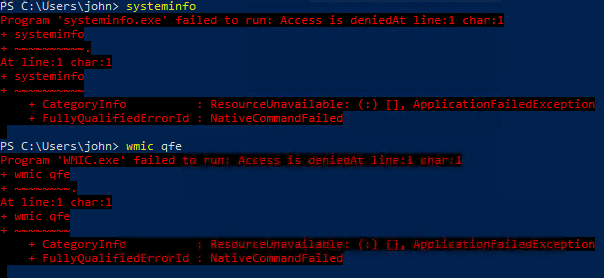 PS C:\Users\john> systeminfo
Program 'systeminfo.exe' failed to run: Access is deniedAt line:1 char:1
+ systeminfo
+ ~~~~~~~~~~.
At line:1 char:1
+ systeminfo
+ ~~~~~~~~~~
    + CategoryInfo          : ResourceUnavailable: (:) [], ApplicationFailedException
    + FullyQualifiedErrorId : NativeCommandFailed

PS C:\Users\john> wmic qfe
Program 'WMIC.exe' failed to run: Access is deniedAt line:1 char:1
+ wmic qfe
+ ~~~~~~~~.
At line:1 char:1
+ wmic qfe
+ ~~~~~~~~
    + CategoryInfo          : ResourceUnavailable: (:) [], ApplicationFailedException
    + FullyQualifiedErrorId : NativeCommandFailed